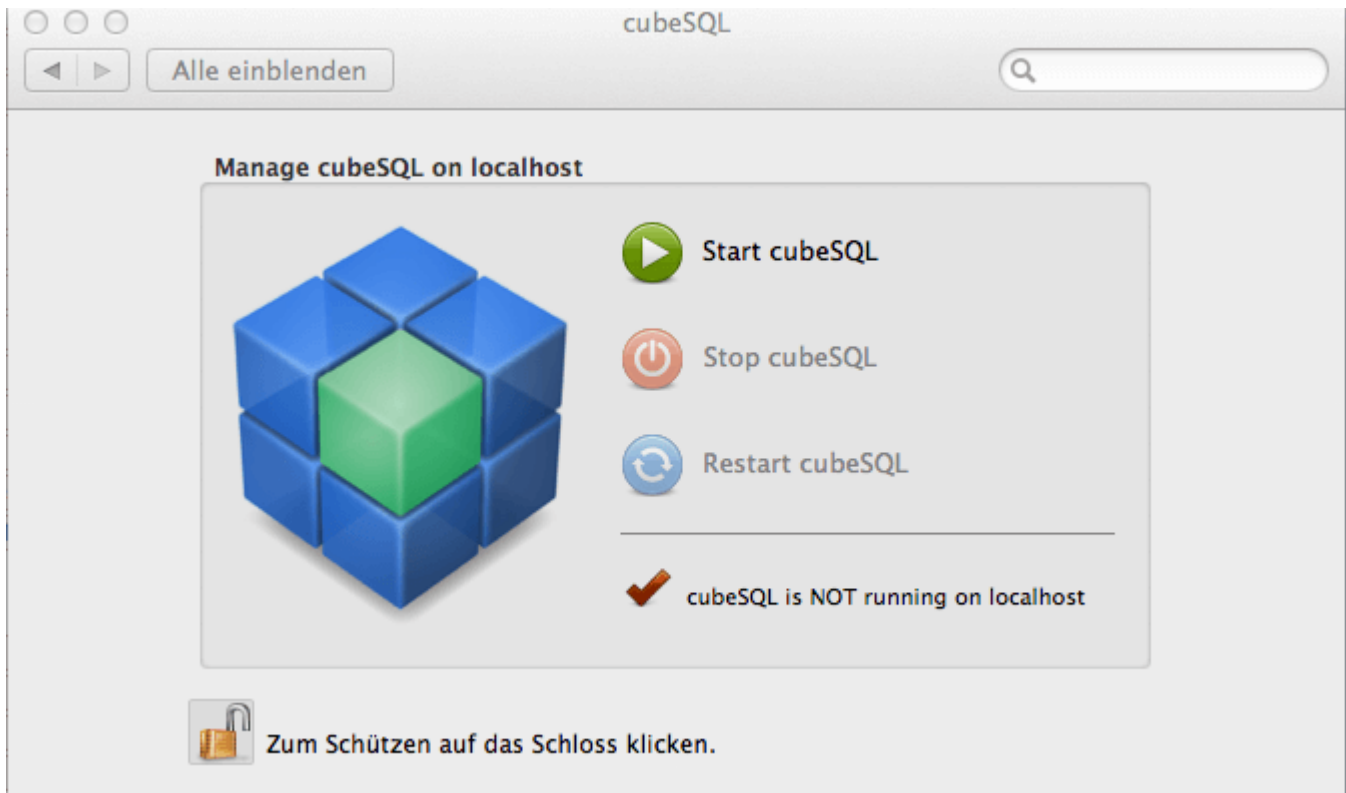 cubeSQL
Alle einblenden
Manage cubeSQL on localhost
Start cubeSQL
Stop cubeSQL
Restart cubeSQL
cubeSQL is NOT running on localhost
Zum Schützen auf das Schloss klicken.